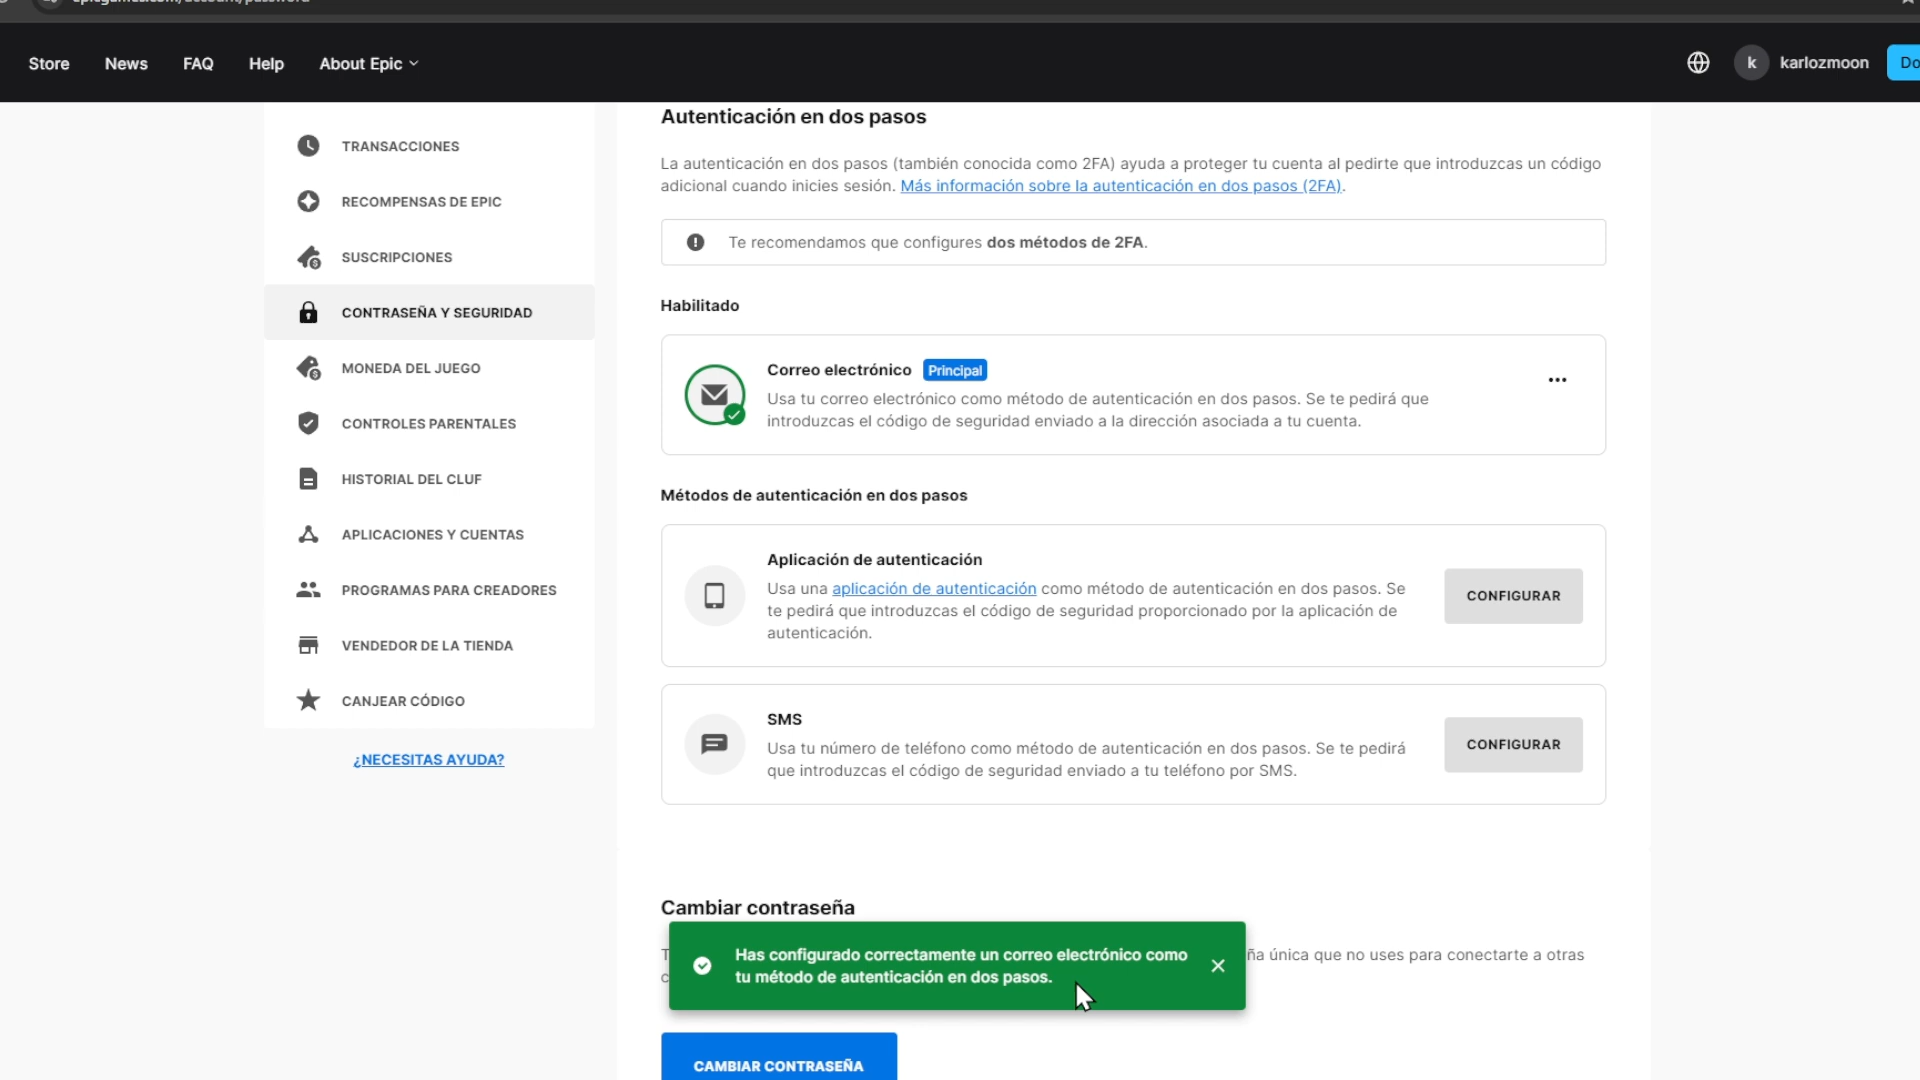 Store News FAQ Help About Epic
k karlozmoon Do
TRANSACCIONES
RECOMPENSAS DE EPIC
SUSCRIPCIONES
CONTRASEÑA Y SEGURIDAD
MONEDA DEL JUEGO
CONTROLES PARENTALES
HISTORIAL DEL CLUF
APLICACIONES Y CUENTAS
PROGRAMAS PARA CREADORES
VENDEDOR DE LA TIENDA
CANJEAR CÓDIGO
¿NECESITAS AYUDA?
Autenticación en dos pasos
La autenticación en dos pasos (también conocida como 2FA) ayuda a proteger tu cuenta al pedirte que introduzcas un código
adicional cuando inicies sesión. Más información sobre la autenticación en dos pasos (2FA).
Te recomendamos que configures dos métodos de 2FA.
Habilitado
Correo electrónico Principal
Usa tu correo electrónico como método de autenticación en dos pasos. Se te pedirá que
introduzcas el código de seguridad enviado a la dirección asociada a tu cuenta.
Métodos de autenticación en dos pasos
Aplicación de autenticación
Usa una aplicación de autenticación como método de autenticación en dos pasos. Se
te pedirá que introduzcas el código de seguridad proporcionado por la aplicación de
autenticación.
CONFIGURAR
SMS
Usa tu número de teléfono como método de autenticación en dos pasos. Se te pedirá
que introduzcas el código de seguridad enviado a tu teléfono por SMS.
CONFIGURAR
Cambiar contraseña
ña única que no uses para conectarte a otras
Has configurado correctamente un correo electrónico como
tu método de autenticación en dos pasos.
CAMBIAR CONTRASEÑA